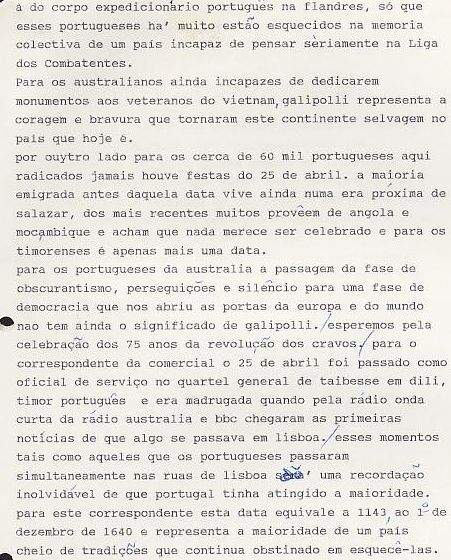 á do corpo expedicionário português na flandres, só que
esses portugueses ha' muito estão esquecidos na memoria
colectiva de um país incapaz de pensar sèriamente na Liga
dos Combatentes.
Para os australianos ainda incapazes de dedicarem
monumentos aos veteranos do vietnam, galipolli representa a
coragem e bravura que tornaram este continente selvagem no
país que hoje é.
por ouytro lado para os cerca de 60 mil portugueses aqui
radicados jamais houve festas do 25 de abril. a maioria
emigrada antes daquela data vive ainda numa era próxima de
salazar, dos mais recentes muitos provêem de angola e
moçambique e acham que nada merece ser celebrado e para os
timorenses é apenas mais uma data.
para os portugueses da australia a passagem da fase de
obscurantismo, perseguições e silêncio para uma fase de
democracia que nos abriu as portas da europa e do mundo
nao tem ainda o significado de galipolli./esperemos pela
celebração dos 75 anos da revolução dos cravos./para o
correspondente da comercial o 25 de abril foi passado como
oficial de serviço no quartel general de taibesse em dili,
timor português e era madrugada quando pela rádio onda
curta da rádio australia e bbc chegaram as primeiras
notícias de que algo se passava em lisboa./esses momentos
tais como aqueles que os portugueses passaram
simultaneamente nas ruas de lisboa dão' uma recordação
inolvidável de que portugal tinha atingido a maioridade.
para este correspondente esta data equivale a 1143, ao 1º de
dezembro de 1640 e representa a maioridade de um país
cheio de tradições que continua obstinado em esquecê-las.